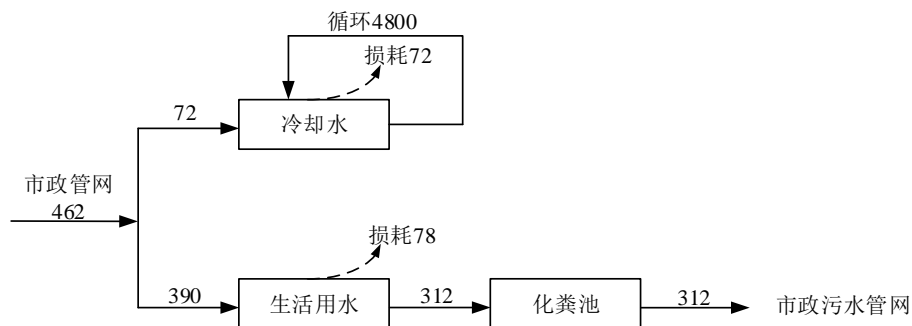 循环4800
损耗72
72
冷却水
市政管网
462
损耗78
390
生活用水
312
化粪池
312
市政污水管网